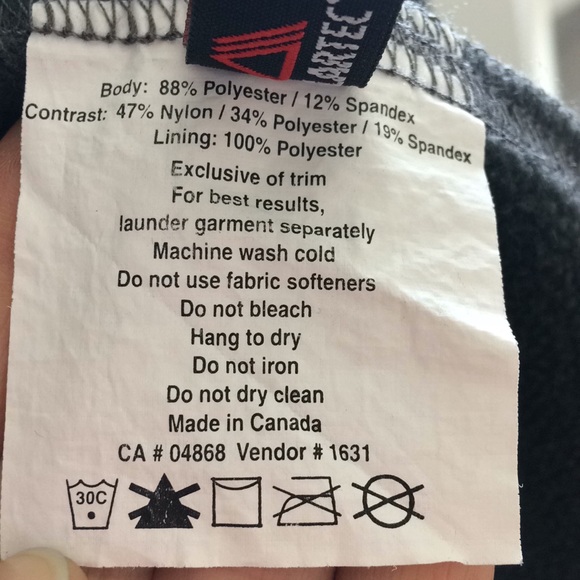 ARTEC
Body: 88% Polyester / 12% Spandex
Contrast: 47% Nylon / 34% Polyester / 19% Spandex
Lining: 100% Polyester
Exclusive of trim
For best results,
launder garment separately
Machine wash cold
Do not use fabric softeners
Do not bleach
Hang to dry
Do not iron
Do not dry clean
Made in Canada
CA # 04868 Vendor # 1631
30C